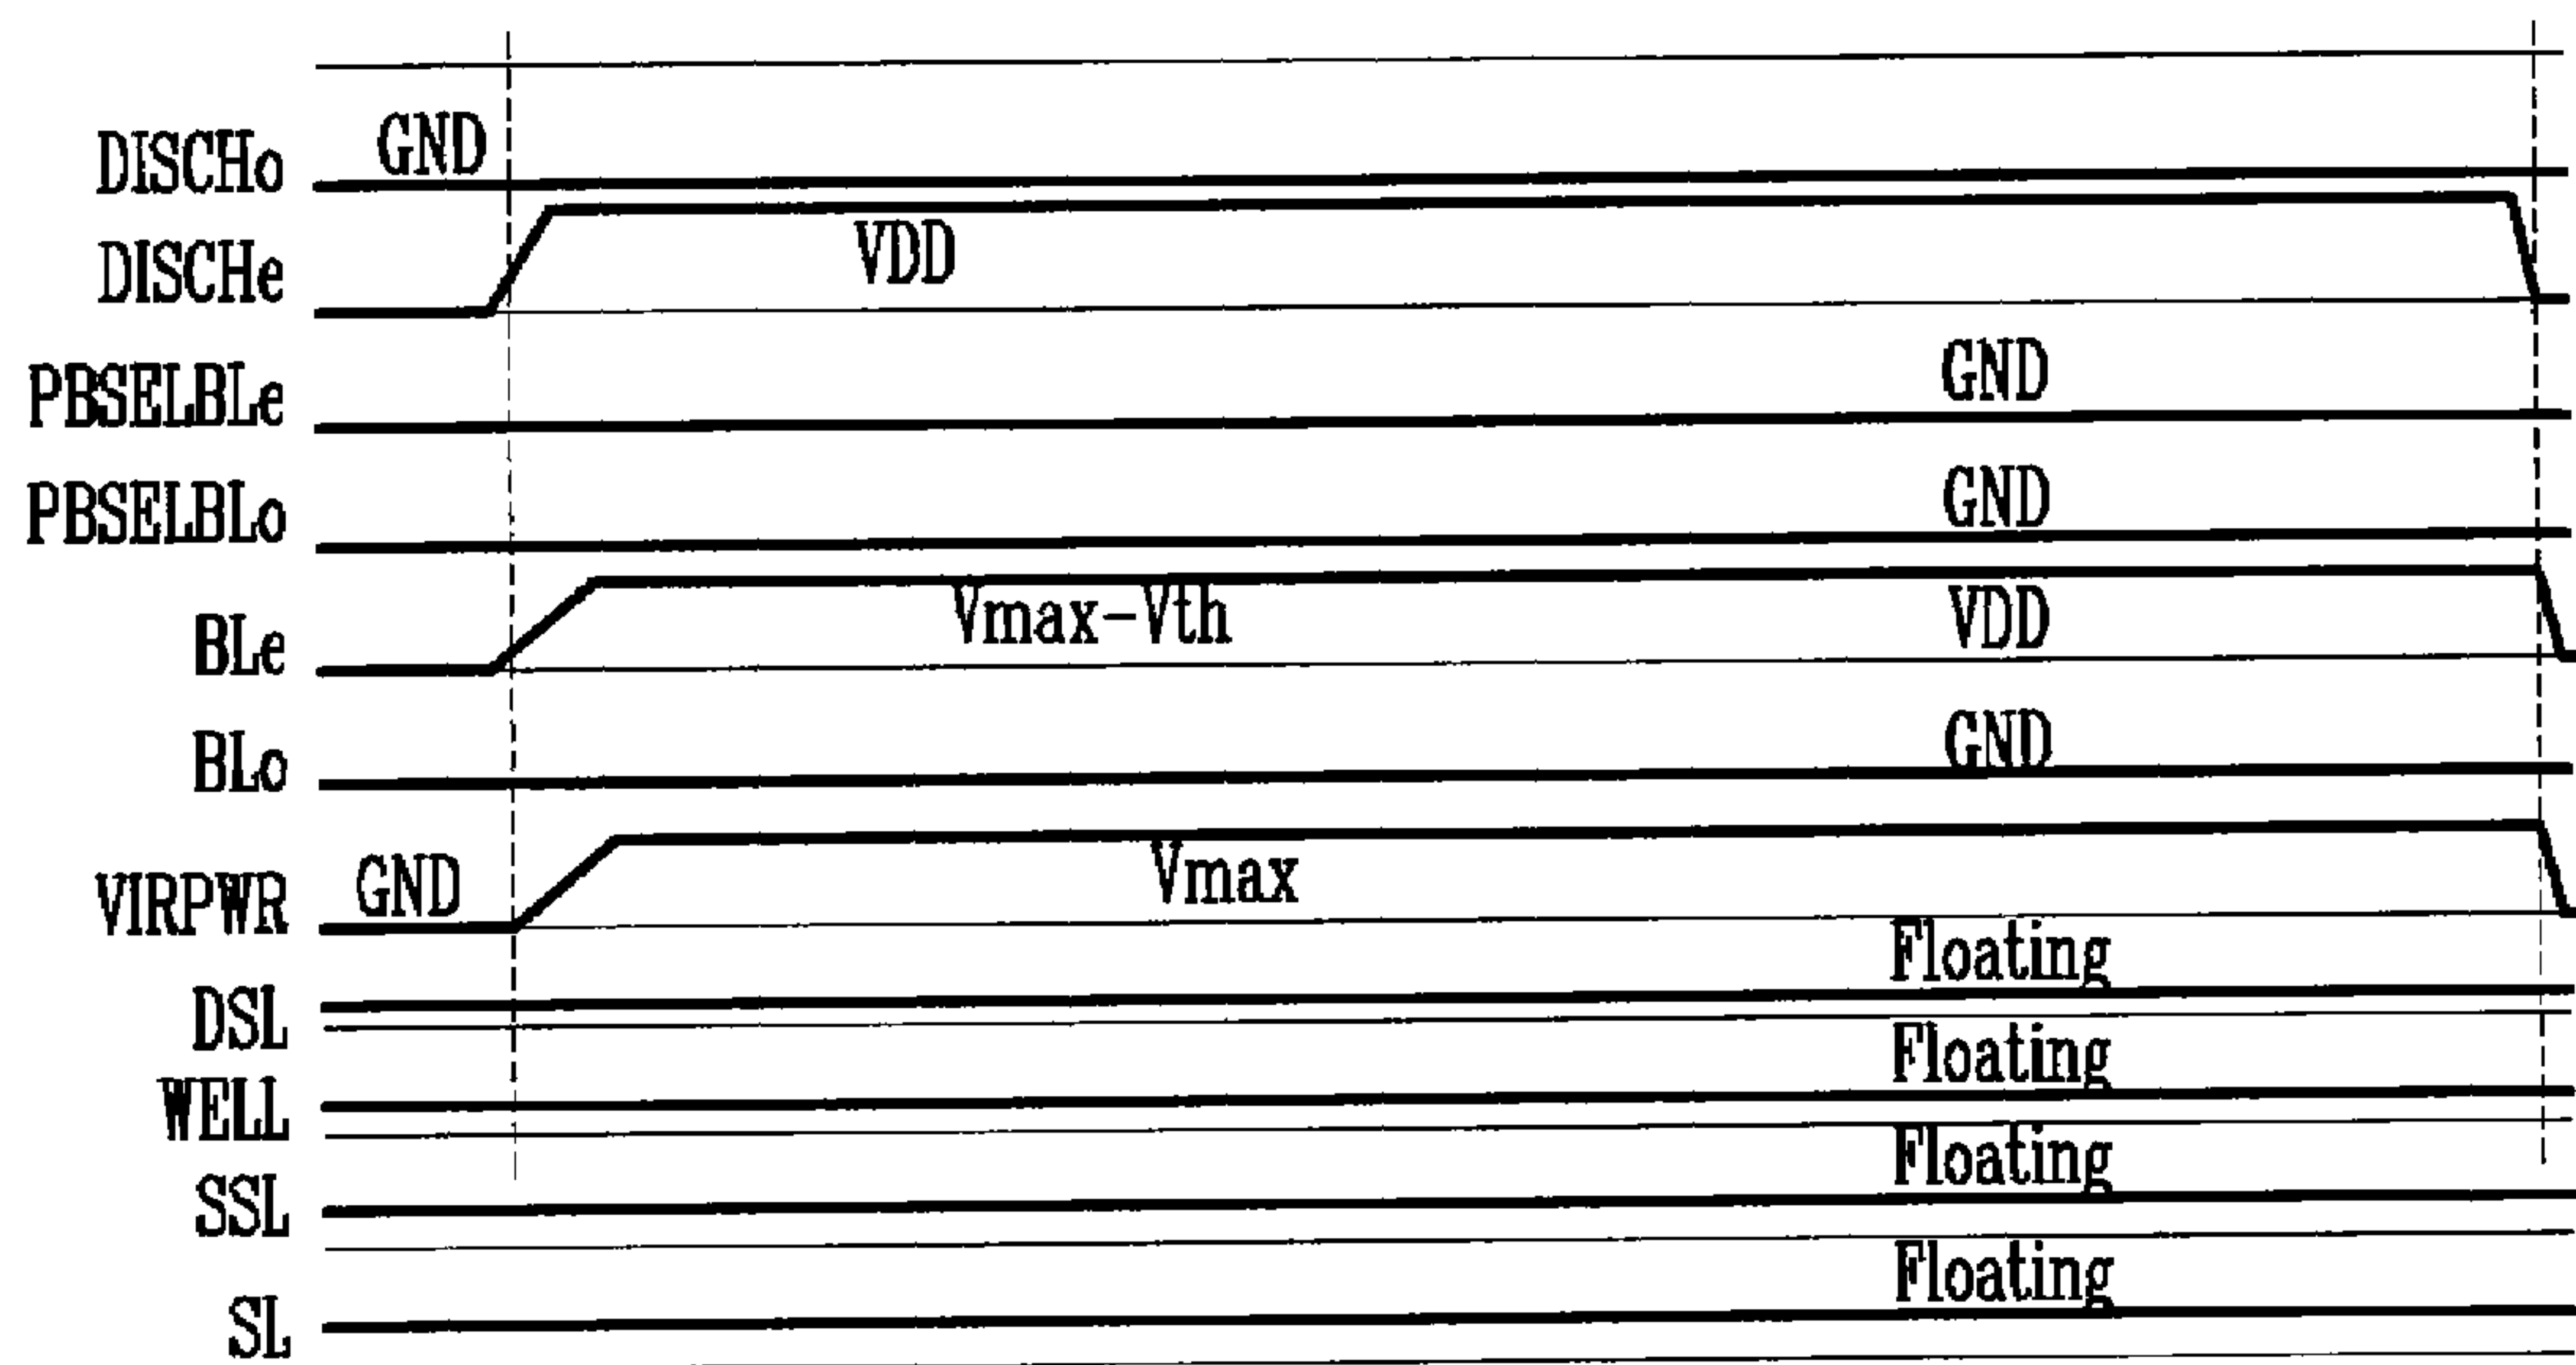 DISCHo GND
DISCHe VDD
PBSELBLe GND
PBSELBLo GND
BLe Vmax-Vth VDD
BLo GND
VIRPWR GND Vmax
DSL Floating
WELL Floating
SSL Floating
SL Floating